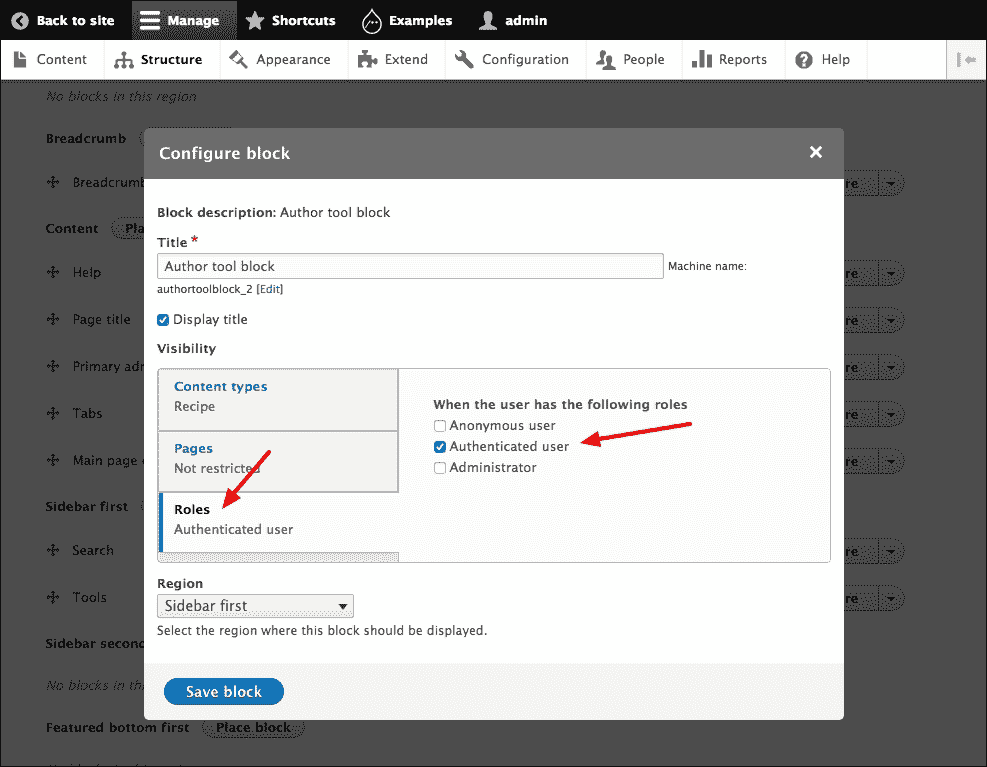 Back to site Manage Shortcuts Examples admin
Content Structure Appearance Extend Configuration People Reports Help
No blocks in this region
Breadcrumb
Configure block
Breadcrumb
Block description: Author tool block
Content
Title *
Author tool block Machine name:
Help
authortoolblock_2 [Edit]
Page title
Display title
Visibility
Primary
Content types
Recipe
When the user has the following roles
Tabs
Anonymous user
Pages
Authenticated user
Main page
Not restricted
Administrator
Sidebar first
Roles
Authenticated user
Search
Region
Tools
Sidebar first
Select the region where this block should be displayed.
Sidebar
No blocks in
Save block
Featured bottom first Place block